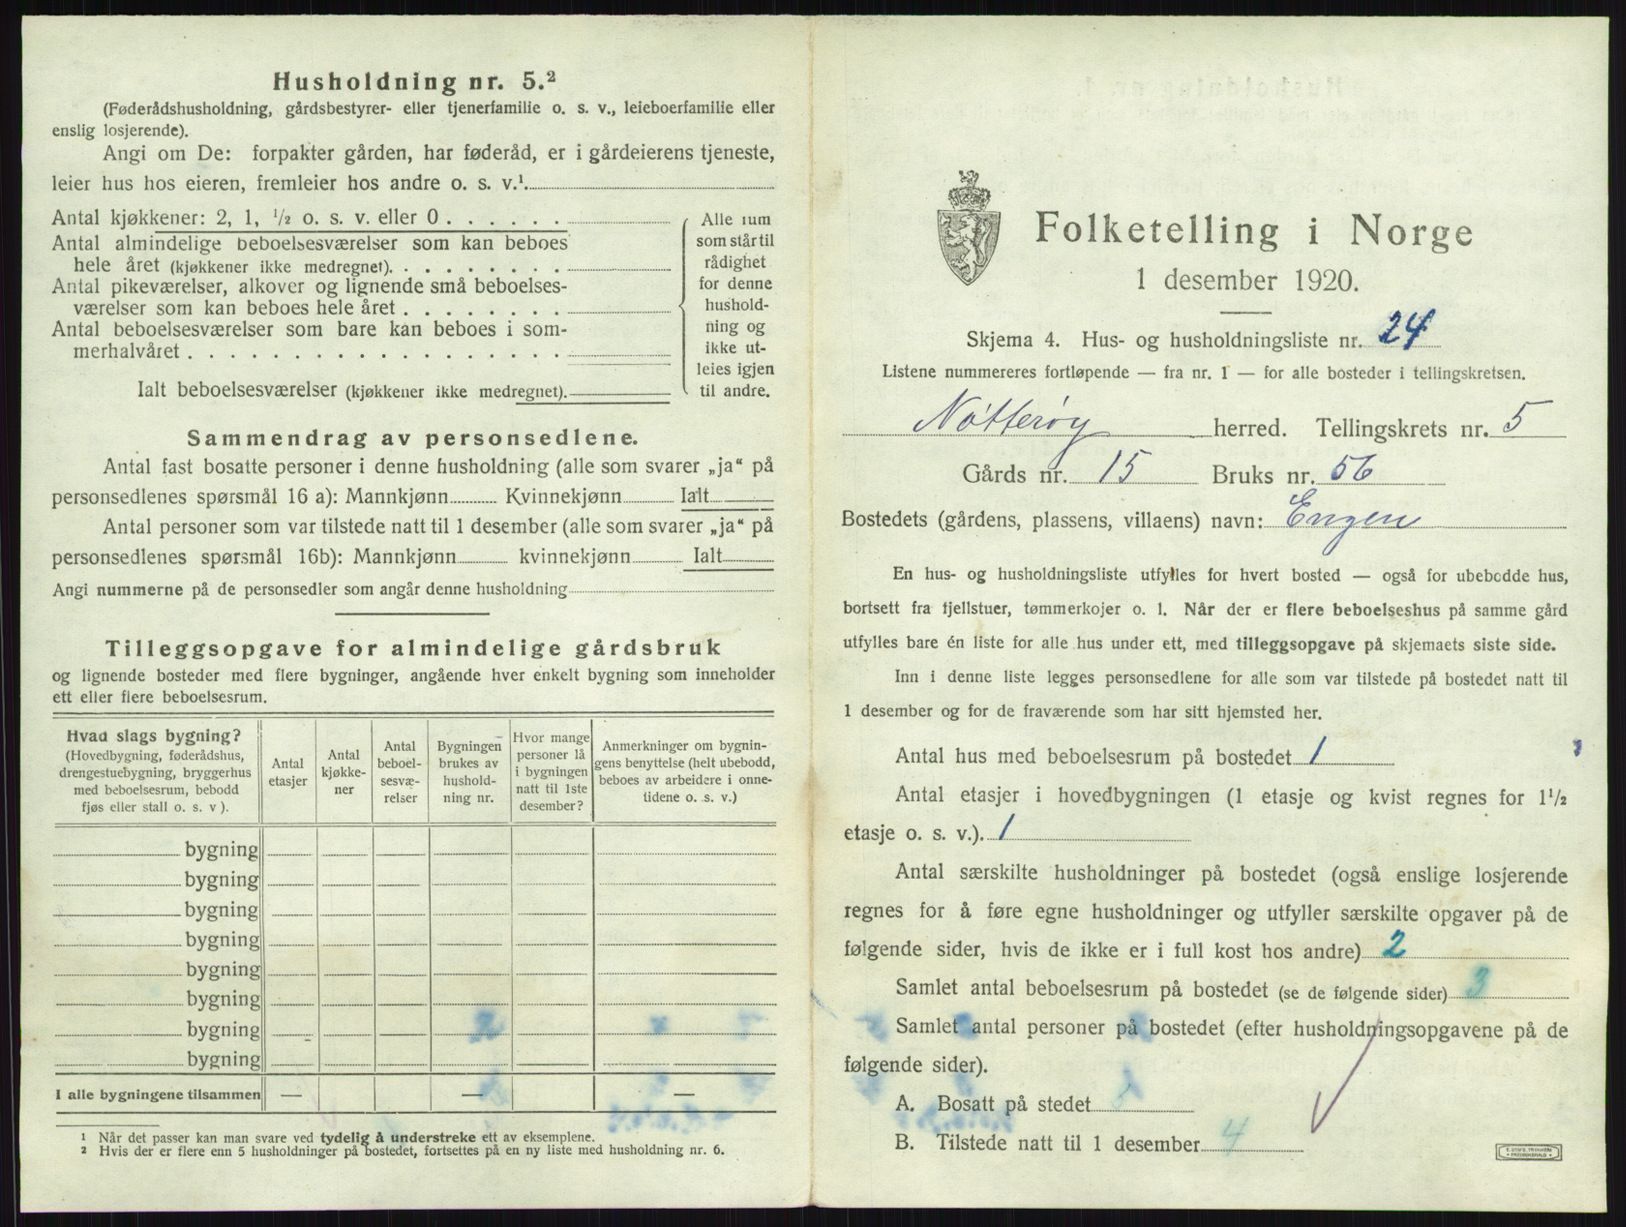 Husholdning nr. 5.²
(Føderådshusholdning, gårdsbestyrer- eller tjenerfamilie o. s. v., leieboerfamilie eller
enslig losjerende).
Angi om De: forpakter gården, har føderåd, er i gårdeierens tjeneste,
leier hus hos eieren, fremleier hos andre o. s. v.¹
Antal kjøkkener: 2, 1, ½ o. s. v. eller 0 . . . . . .
Antal almindelige beboelsesværelser som kan beboes
hele året (kjøkkener ikke medregnet). . . . . . . . .
Antal pikeværelser, alkover og lignende små beboelses-
værelser som kan beboes hele året . . . . . . . .
Antal beboelsesværelser som bare kan beboes i som-
merhalvåret . . . . . . . . . . . . . . . . . .
Ialt beboelsesværelser (kjøkkener ikke medregnet).
Alle rum
som står til
rådighet
for denne
hushold-
ning og
ikke ut-
leies igjen
til andre.
Sammendrag av personsedlene.
Antal fast bosatte personer i denne husholdning (alle som svarer „ja“ på
personsedlenes spørsmål 16 a): Mannkjønn Kvinnekjønn Ialt
Antal personer som var tilstede natt til 1 desember (alle som svarer „ja“ på
personsedlenes spørsmål 16b): Mannkjønn kvinnekjønn Ialt
Angi nummerne på de personsedler som angår denne husholdning
Tilleggsopgave for almindelige gårdsbruk
og lignende bosteder med flere bygninger, angående hver enkelt bygning som inneholder
ett eller flere beboelsesrum.
Hvad slags bygning?
(Hovedbygning, føderådshus,
drengestuebygning, bryggerhus
med beboelsesrum, bebodd
fjøs eller stall o. s. v ).
Antal
etasjer
Antal
kjøkke-
ner
Antal
beboel-
sesvæ-
relser
Bygningen
brukes av
hushold-
ning nr.
Hvor mange
personer lå
i bygningen
natt til 1ste
desember?
Anmerkninger om bygnin-
gens benyttelse (helt ubebodd,
beboes av arbeidere i onne-
tidene o. s. v.)
bygning
bygning
bygning
bygning
bygning
bygning
bygning
bygning
I alle bygningene tilsammen — — —
¹ Når det passer kan man svare ved tydelig å understreke ett av eksemplene.
² Hvis der er flere enn 5 husholdninger på bostedet, fortsettes på en ny liste med husholdning nr. 6.
Folketelling i Norge
1 desember 1920.
Skjema 4. Hus- og husholdningsliste nr. 24
Listene nummereres fortløpende — fra nr. 1 — for alle bosteder i tellingskretsen.
Nøtterøy herred. Tellingskrets nr. 5
Gårds nr. 15 Bruks nr. 56
Bostedets (gårdens, plassens, villaens) navn: Engen
En hus- og husholdningsliste utfylles for hvert bosted — også for ubebodde hus,
bortsett fra fjellstuer, tømmerkojer o. l. Når der er flere beboelseshus på samme gård
utfylles bare én liste for alle hus under ett, med tilleggsopgave på skjemaets siste side.
Inn i denne liste legges personsedlene for alle som var tilstede på bostedet natt til
1 desember og for de fraværende som har sitt hjemsted her.
Antal hus med beboelsesrum på bostedet 1
Antal etasjer i hovedbygningen (1 etasje og kvist regnes for 1½
etasje o. s. v.). 1
Antal særskilte husholdninger på bostedet (også enslige losjerende
regnes for å føre egne husholdninger og utfyller særskilte opgaver på de
følgende sider, hvis de ikke er i full kost hos andre) 2
Samlet antal beboelsesrum på bostedet (se de følgende sider) 3
Samlet antal personer på bostedet (efter husholdningsopgavene på de
følgende sider).
A. Bosatt på stedet
B. Tilstede natt til 1 desember 4